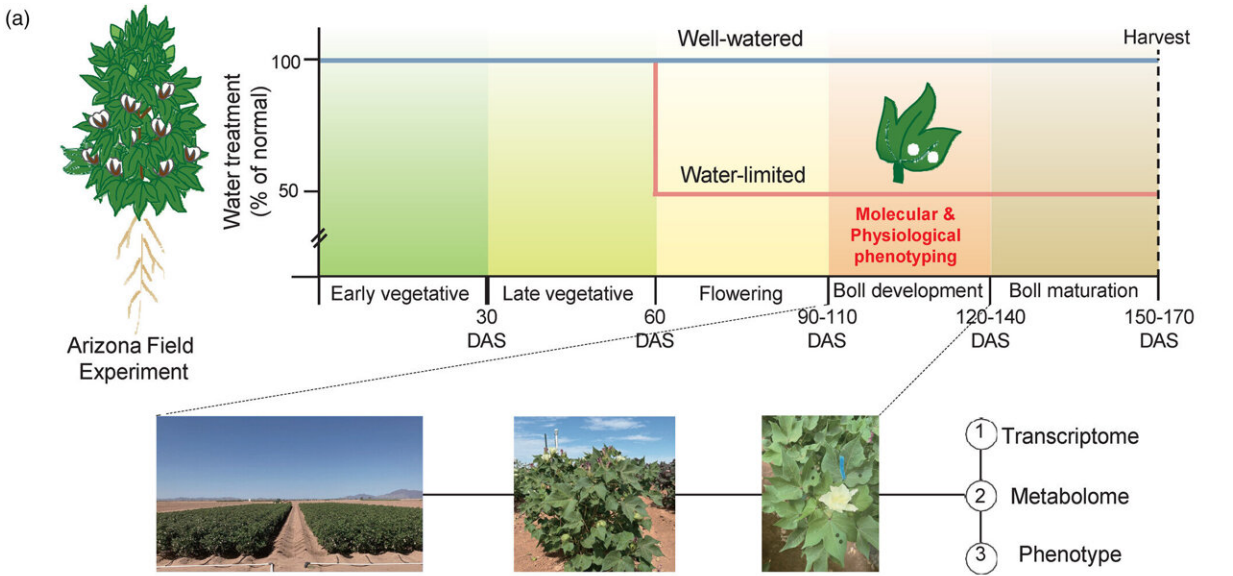 (a)
Well-watered
Harvest
100
Water treatment
(% of normal)
Water-limited
50
Molecular &
Physiological
phenotyping
Early vegetative
Late vegetative
Flowering
Boll development
Boll maturation
30
DAS
60
DAS
90-110
DAS
120-140
DAS
150-170
DAS
Arizona Field
Experiment
1 Transcriptome
2 Metabolome
3 Phenotype